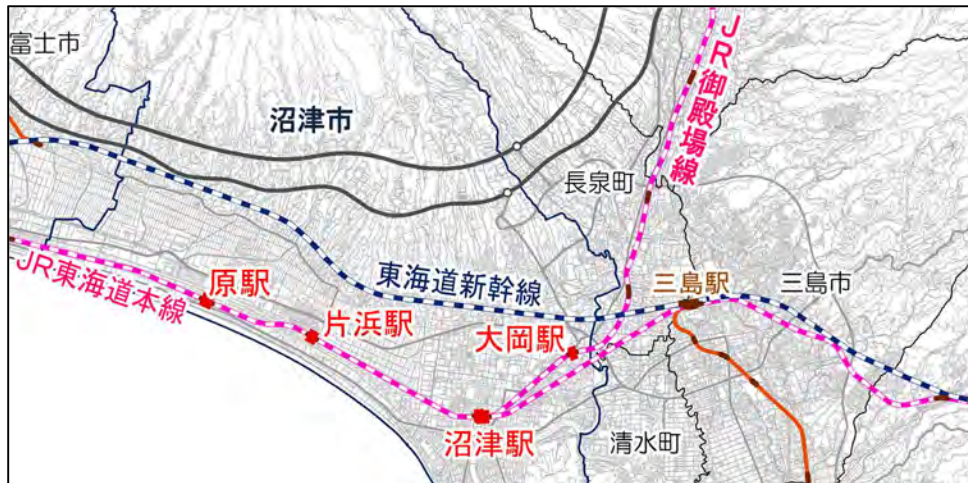 富士市
沼津市
JR御殿場線
長泉町
東海道新幹線
三島駅
三島市
JR東海道本線
原駅
片浜駅
大岡駅
沼津駅
清水町